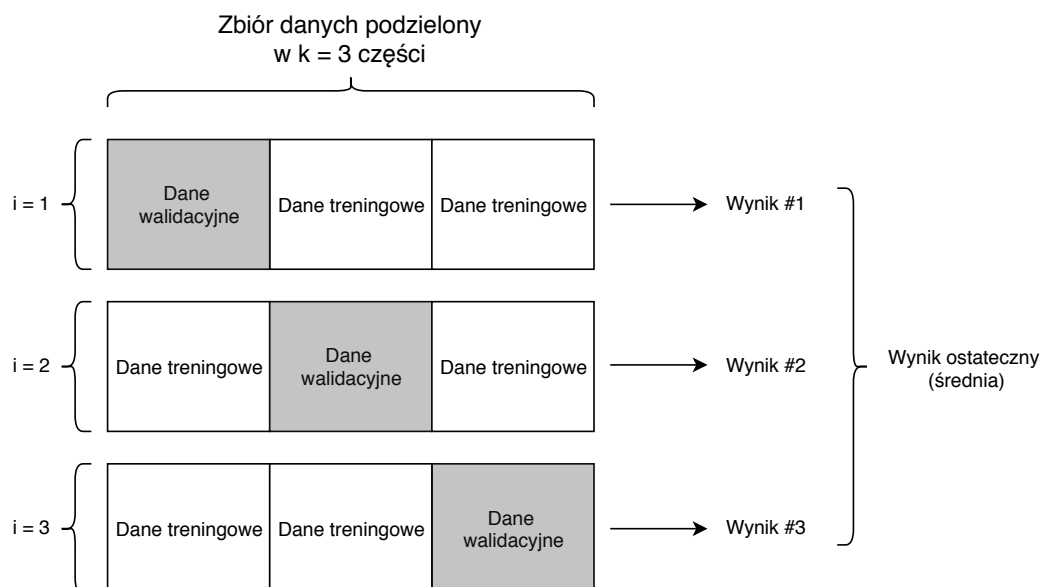 Zbiór danych podzielony
w k = 3 części
i = 1
Dane
walidacyjne
Dane treningowe
Dane treningowe
Wynik #1
i = 2
Dane treningowe
Dane
walidacyjne
Dane treningowe
Wynik #2
Wynik ostateczny
(średnia)
i = 3
Dane treningowe
Dane treningowe
Dane
walidacyjne
Wynik #3